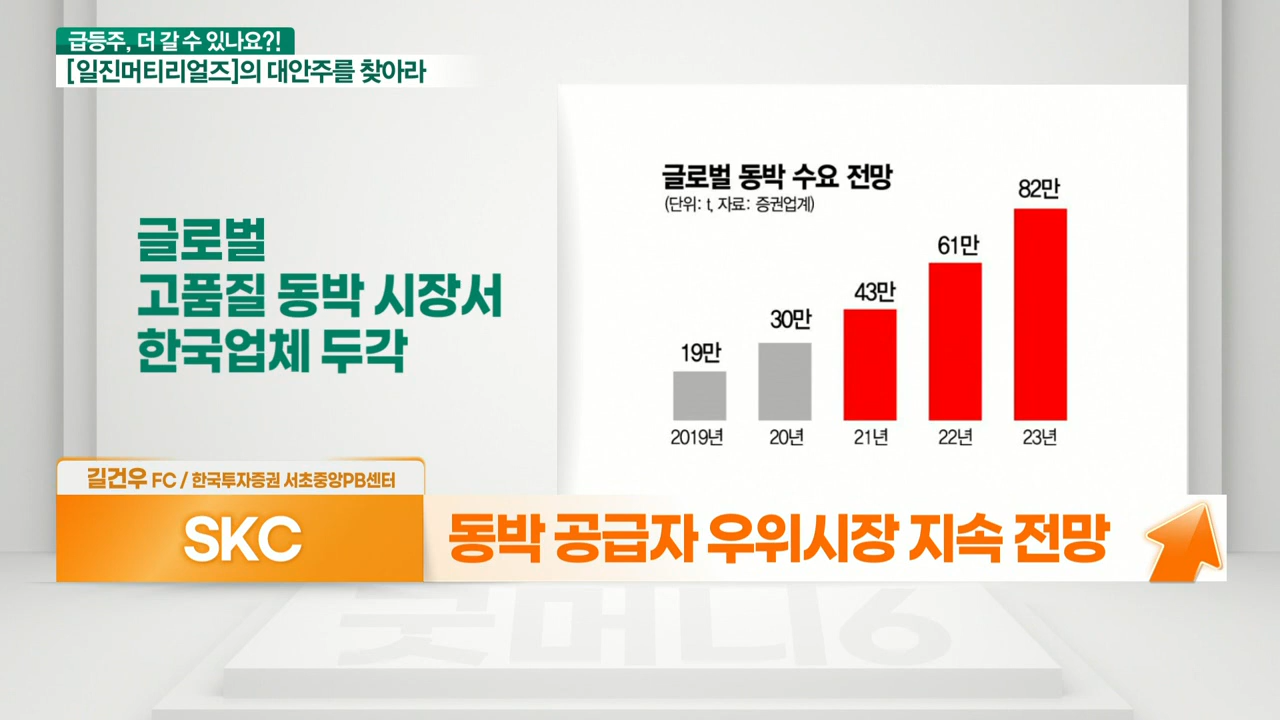 급등주, 더 갈 수 있나요?!
[일진머티리얼즈]의 대안주를 찾아라
글로벌
고품질 동박 시장서
한국업체 두각
글로벌 동박 수요 전망
(단위: t, 자료: 증권업계)
19만
30만
43만
61만
82만
2019년
20년
21년
22년
23년
길건우 FC / 한국투자증권 서초중앙PB센터
SKC
동박 공급자 우위시장 지속 전망
굿머니6